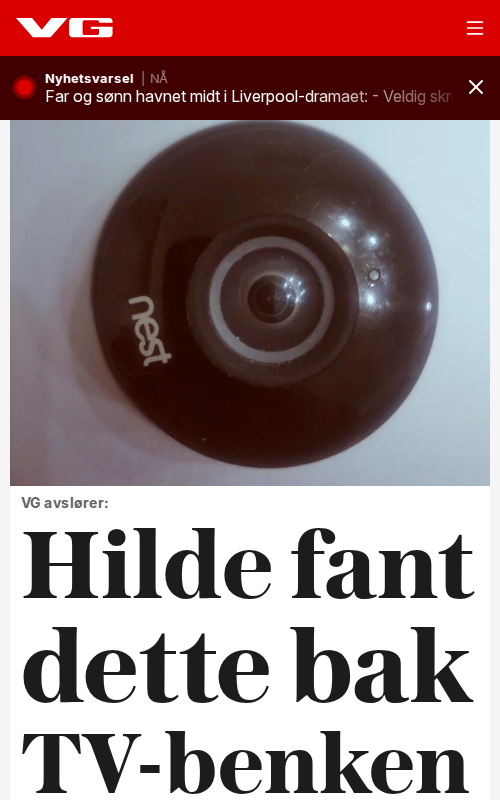 VG
Nyhetsvarsel | NÅ
Far og sønn havnet midt i Liverpool-dramaet: - Veldig skr
nest
VG avslører:
Hilde fant
dette bak
TV-benken